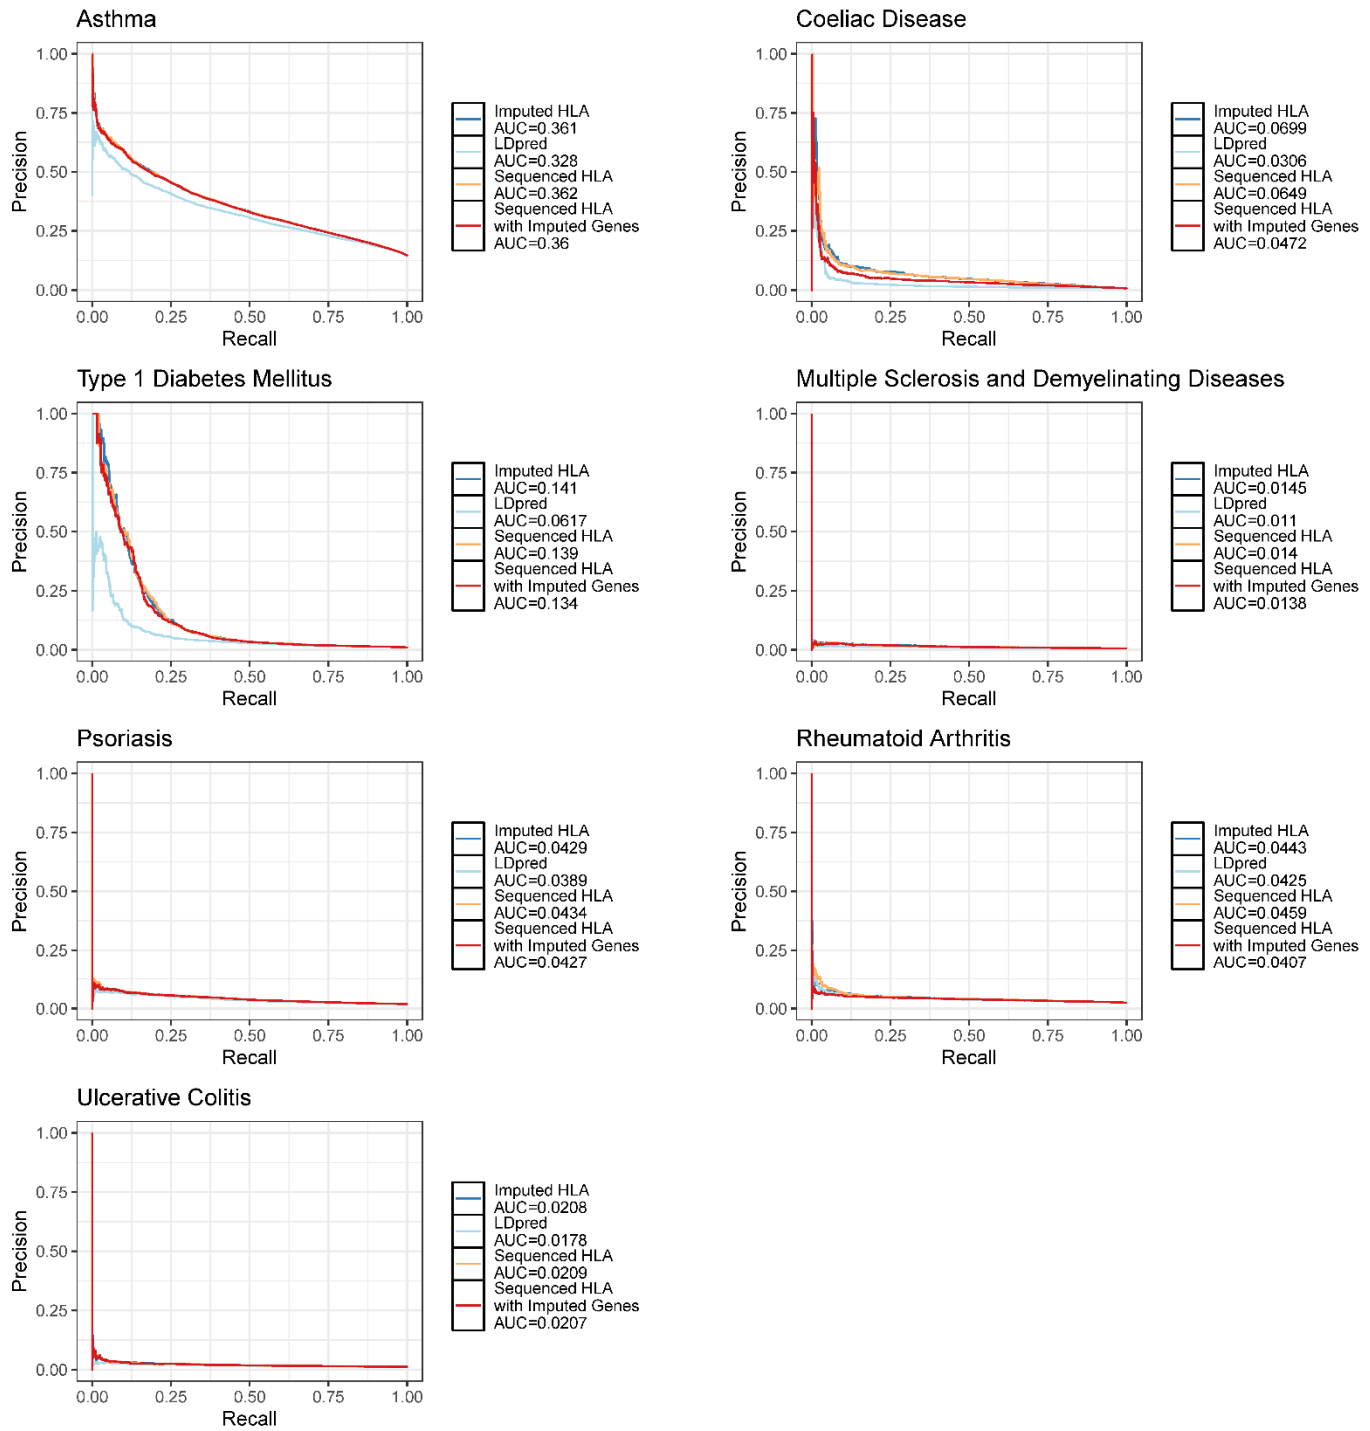 Asthma
1.00
0.75
0.50
0.25
0.00
Precision
0.00 0.25 0.50 0.75 1.00
Recall
Imputed HLA
AUC=0.361
LDpred
AUC=0.328
Sequenced HLA
AUC=0.362
Sequenced HLA
with Imputed Genes
AUC=0.36
Coeliac Disease
1.00
0.75
0.50
0.25
0.00
Precision
0.00 0.25 0.50 0.75 1.00
Recall
Imputed HLA
AUC=0.0699
LDpred
AUC=0.0306
Sequenced HLA
AUC=0.0649
Sequenced HLA
with Imputed Genes
AUC=0.0472
Type 1 Diabetes Mellitus
1.00
0.75
0.50
0.25
0.00
Precision
0.00 0.25 0.50 0.75 1.00
Recall
Imputed HLA
AUC=0.141
LDpred
AUC=0.0617
Sequenced HLA
AUC=0.139
Sequenced HLA
with Imputed Genes
AUC=0.134
Multiple Sclerosis and Demyelinating Diseases
1.00
0.75
0.50
0.25
0.00
Precision
0.00 0.25 0.50 0.75 1.00
Recall
Imputed HLA
AUC=0.0145
LDpred
AUC=0.011
Sequenced HLA
AUC=0.014
Sequenced HLA
with Imputed Genes
AUC=0.0138
Psoriasis
1.00
0.75
0.50
0.25
0.00
Precision
0.00 0.25 0.50 0.75 1.00
Recall
Imputed HLA
AUC=0.0429
LDpred
AUC=0.0389
Sequenced HLA
AUC=0.0434
Sequenced HLA
with Imputed Genes
AUC=0.0427
Rheumatoid Arthritis
1.00
0.75
0.50
0.25
0.00
Precision
0.00 0.25 0.50 0.75 1.00
Recall
Imputed HLA
AUC=0.0443
LDpred
AUC=0.0425
Sequenced HLA
AUC=0.0459
Sequenced HLA
with Imputed Genes
AUC=0.0407
Ulcerative Colitis
1.00
0.75
0.50
0.25
0.00
Precision
0.00 0.25 0.50 0.75 1.00
Recall
Imputed HLA
AUC=0.0208
LDpred
AUC=0.0178
Sequenced HLA
AUC=0.0209
Sequenced HLA
with Imputed Genes
AUC=0.0207